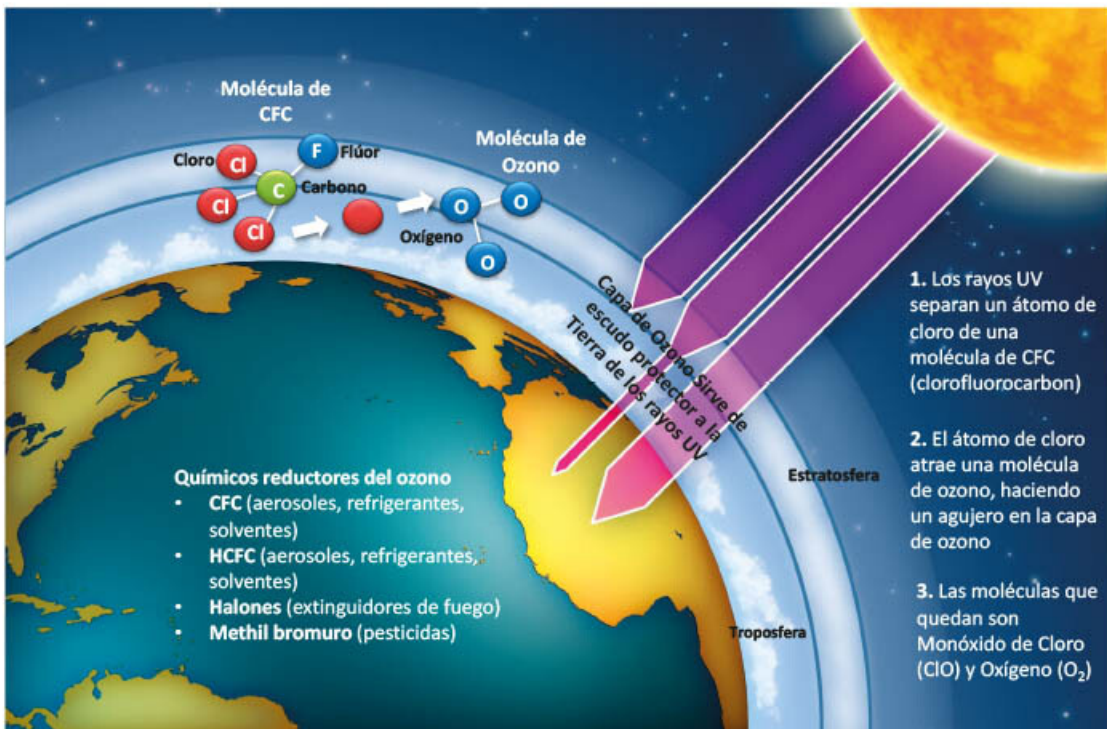 Molécula de
CFC
Cloro
Cl
F
Flúor
C
Carbono
Cl
Cl
Molécula de
Ozono
O
O
Oxígeno
O
Capa de Ozono Sirve de
escudo protector a la
Tierra de los rayos UV
1. Los rayos UV
separan un átomo de
cloro de una
molécula de CFC
(clorofluorocarbon)
2. El átomo de cloro
atrae una molécula
de ozono, haciendo
un agujero en la capa
de ozono
3. Las moléculas que
quedan son
Monóxido de Cloro
(ClO) y Oxígeno (O₂)
Estratosfera
Troposfera
Químicos reductores del ozono
• CFC (aerosoles, refrigerantes,
solventes)
• HCFC (aerosoles, refrigerantes,
solventes)
• Halones (extinguidores de fuego)
• Methil bromuro (pesticidas)